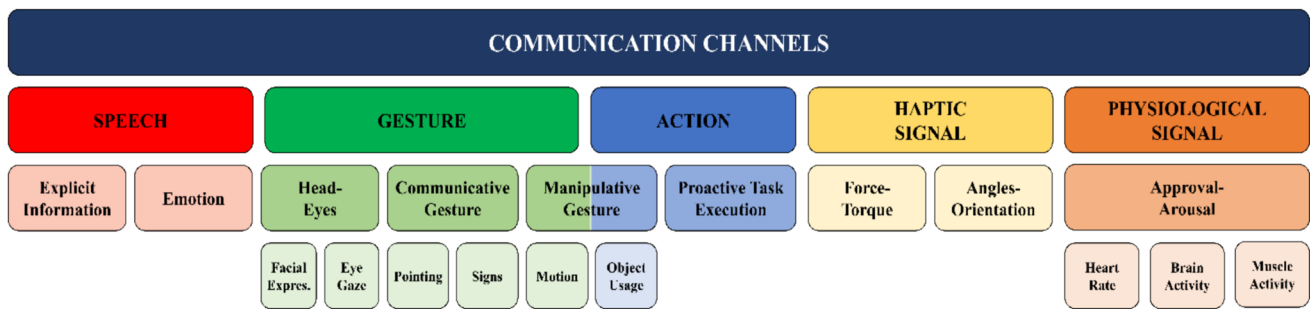 COMMUNICATION CHANNELS
SPEECH
GESTURE
ACTION
HAPTIC
SIGNAL
PHYSIOLOGICAL
SIGNAL
Explicit
Information
Emotion
Head-
Eyes
Communicative
Gesture
Manipulative
Gesture
Proactive Task
Execution
Force-
Torque
Angles-
Orientation
Approval-
Arousal
Facial
Expres.
Eye
Gaze
Pointing
Signs
Motion
Object
Usage
Heart
Rate
Brain
Activity
Muscle
Activity